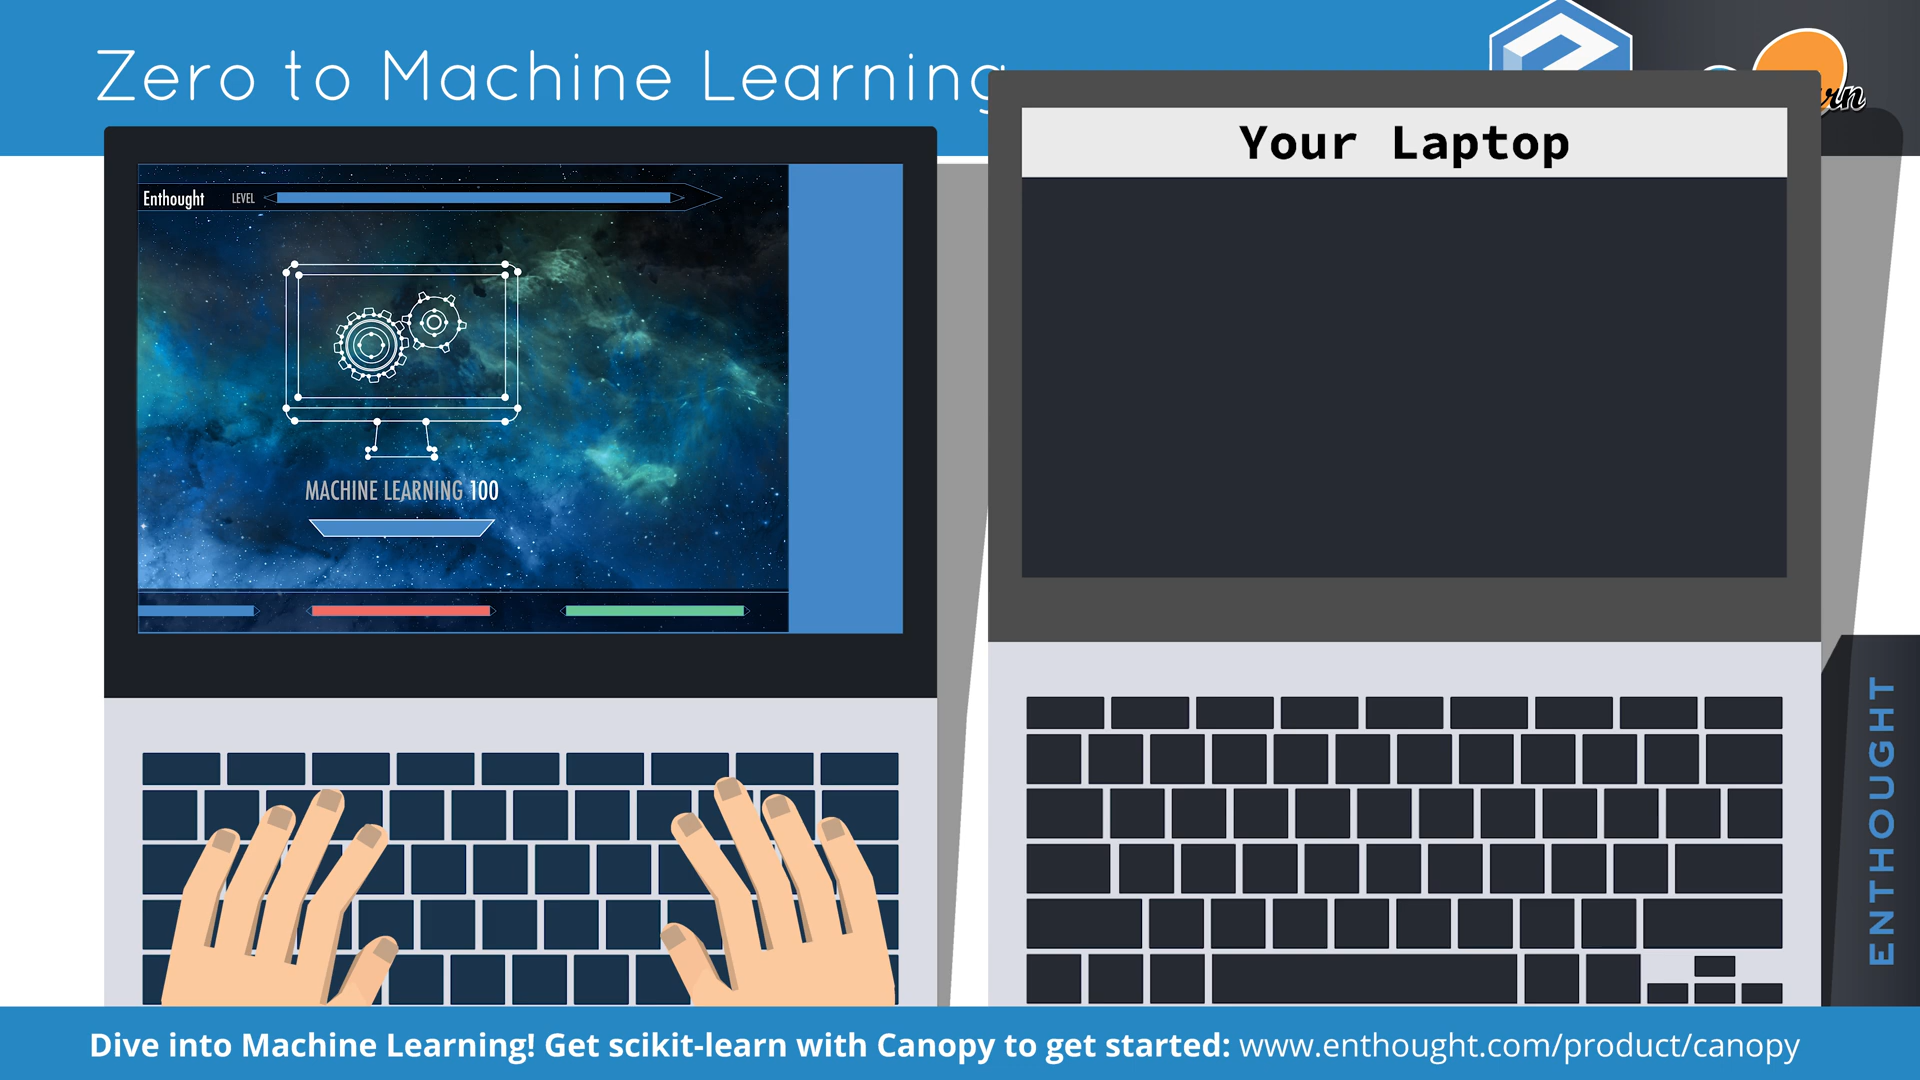 Zero to Machine Learning
Your Laptop
Enthought LEVEL
MACHINE LEARNING 100
ENTHOUGHT
Dive into Machine Learning! Get scikit-learn with Canopy to get started: www.enthought.com/product/canopy